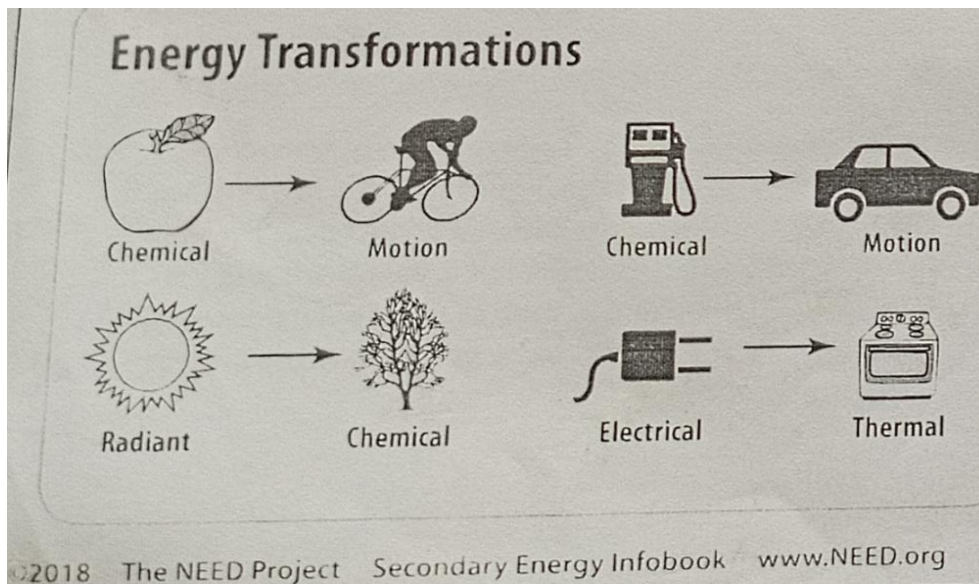 Energy Transformations
Chemical Motion Chemical Motion
Radiant Chemical Electrical Thermal
©2018 The NEED Project Secondary Energy Infobook www.NEED.org